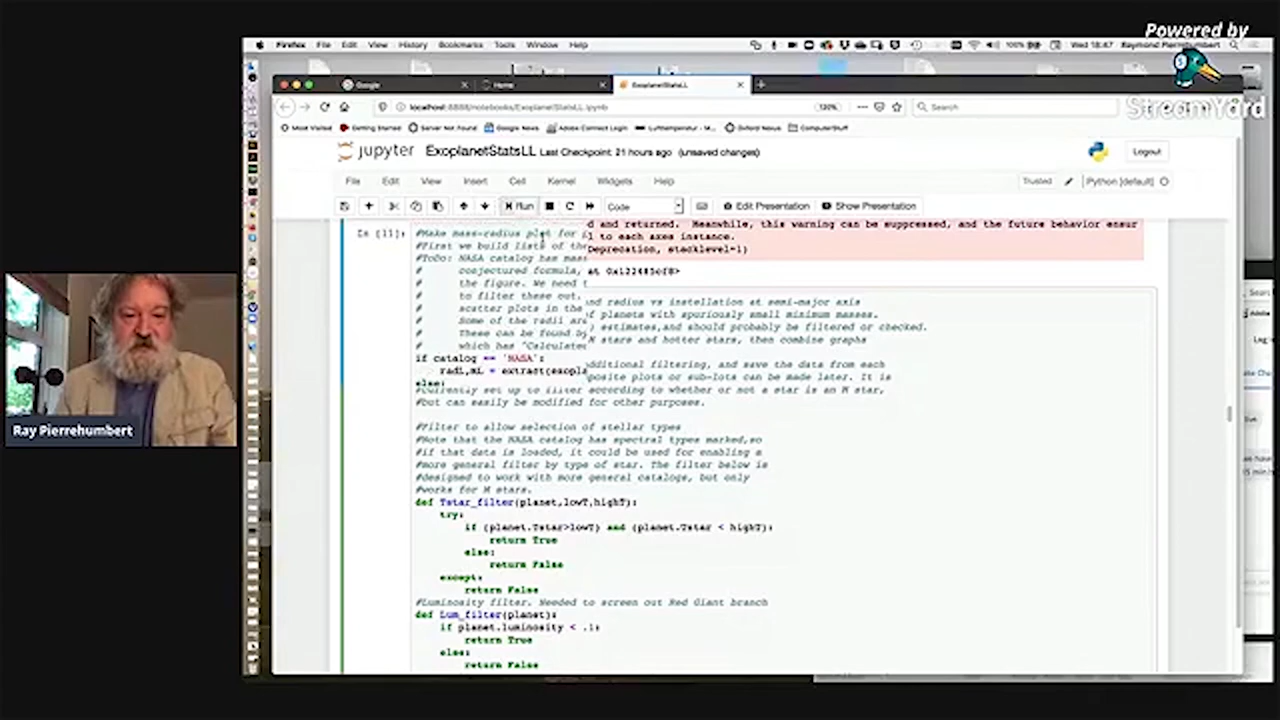 Powered by
StreamYard
Firefox File Edit View History Bookmarks Tools Window Help
100% Wed 18:47 Raymond Pierrehumbert
Google
Home
ExoplanetStatsLL
localhost:8888/notebooks/ExoplanetStatsLL.ipynb
120%
Search
Most Visited Getting Started Server Not Found Google News Adobe Connect Login Lufttemperatur - M... Oxford Nexus ComputerStuff
jupyter ExoplanetStatsLL Last Checkpoint: 21 hours ago (unsaved changes)
Logout
File Edit View Insert Cell Kernel Widgets Help
Trusted
Python [default]
Run
Code
Edit Presentation
Show Presentation
d and returned. Meanwhile, this warning can be suppressed, and the future behavior ensur
In [11]: #Make mass-radius plot for
l to each axes instance.
#First we build lists of the
Deprecation, stacklevel=1)
#ToDo: NASA catalog has mas
# conjectured formula,
at 0x122485cf8>
# the figure. We need t
# to filter these out.
nd radius vs instellation at semi-major axis
# scatter plots in the
f planets with spuriously small minimum masses.
# Some of the radii are
) estimates,and should probably be filtered or checked.
# These can be found by
M stars and hotter stars, then combine graphs
# which has "Calculated
if catalog == 'NASA':
dditional filtering, and save the data from each
radi,mL = extract(exopla
posite plots or sub-lots can be made later. It is
else:
#Currently set up to filter according to whether or not a star is an M star,
#but can easily be modified for other purposes.
#Filter to allow selection of stellar types
#Note that the NASA catalog has spectral types marked,so
#if that data is loaded, it could be used for enabling a
#more general filter by type of star. The filter below is
#designed to work with more general catalogs, but only
#works for M stars.
def Tstar_filter(planet,lowT,highT):
try:
if (planet.Tstar>lowT) and (planet.Tstar < highT):
return True
else:
return False
except:
return False
#Luminosity filter. Needed to screen out Red Giant branch
def Lum_filter(planet):
if planet.luminosity < .1:
return True
else:
return False
Ray Pierrehumbert